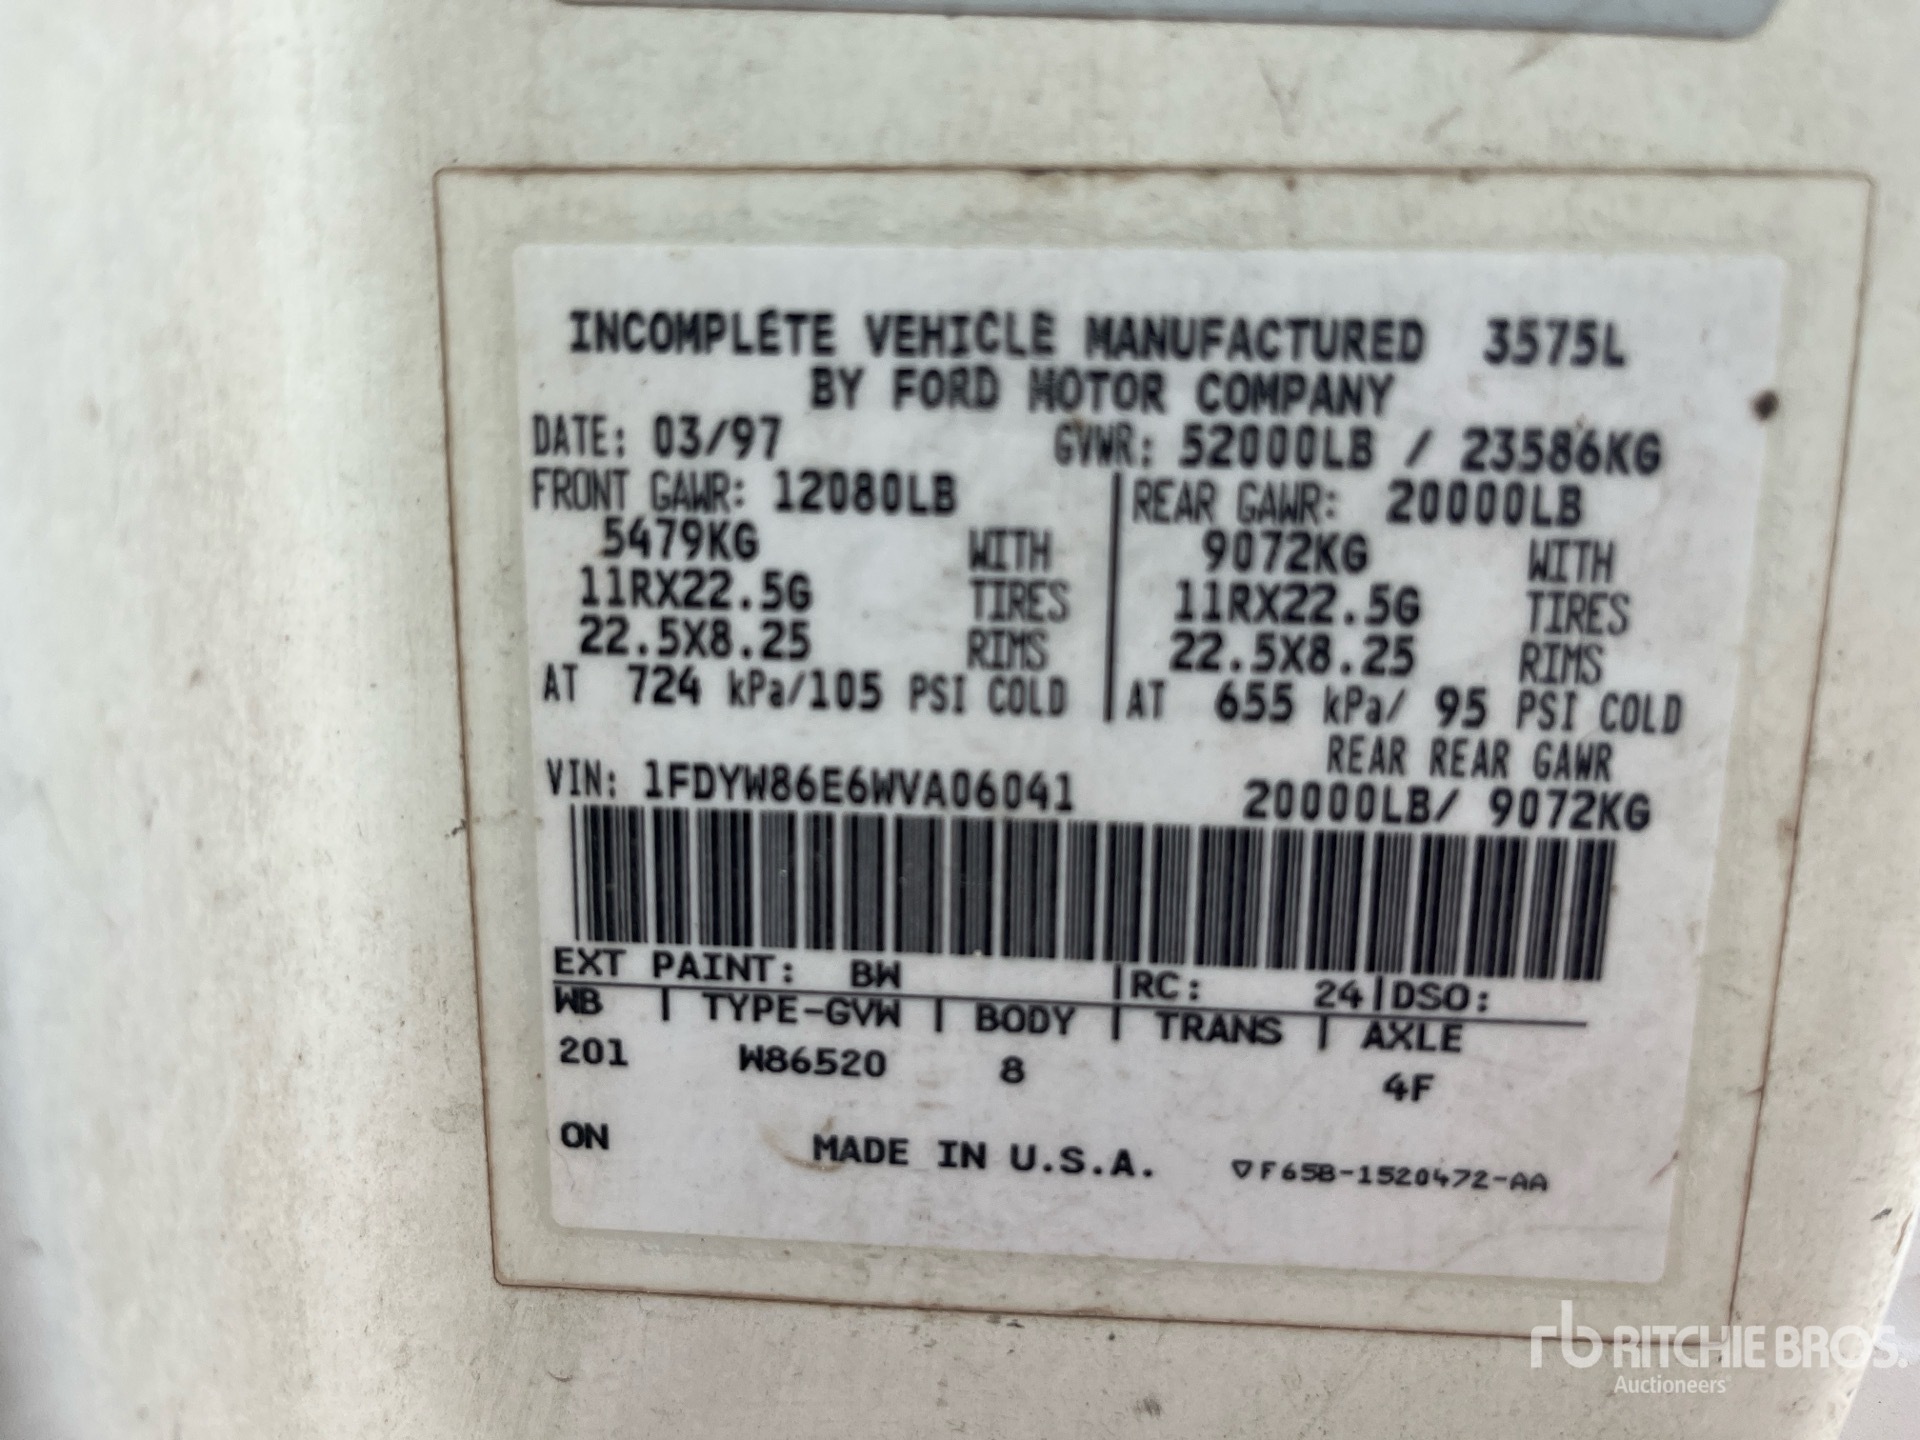 INCOMPLETE VEHICLE MANUFACTURED 3575L
BY FORD MOTOR COMPANY
DATE: 03/97 GVWR: 52000LB / 23586KG
FRONT GAWR: 12080LB REAR GAWR: 20000LB
5479KG WITH 9072KG WITH
11RX22.5G TIRES 11RX22.5G TIRES
22.5X8.25 RIMS 22.5X8.25 RIMS
AT 724 kPa/105 PSI COLD AT 655 kPa/ 95 PSI COLD
REAR REAR GAWR
VIN: 1FDYW86E6WVA06041 20000LB/ 9072KG
EXT PAINT: BW |RC: 24|DSO:
WB | TYPE-GVW | BODY | TRANS | AXLE
201 W86520 8 4F
ON MADE IN U.S.A. ▽F65B-1520472-AA
rb RITCHIE BROS.
Auctioneers